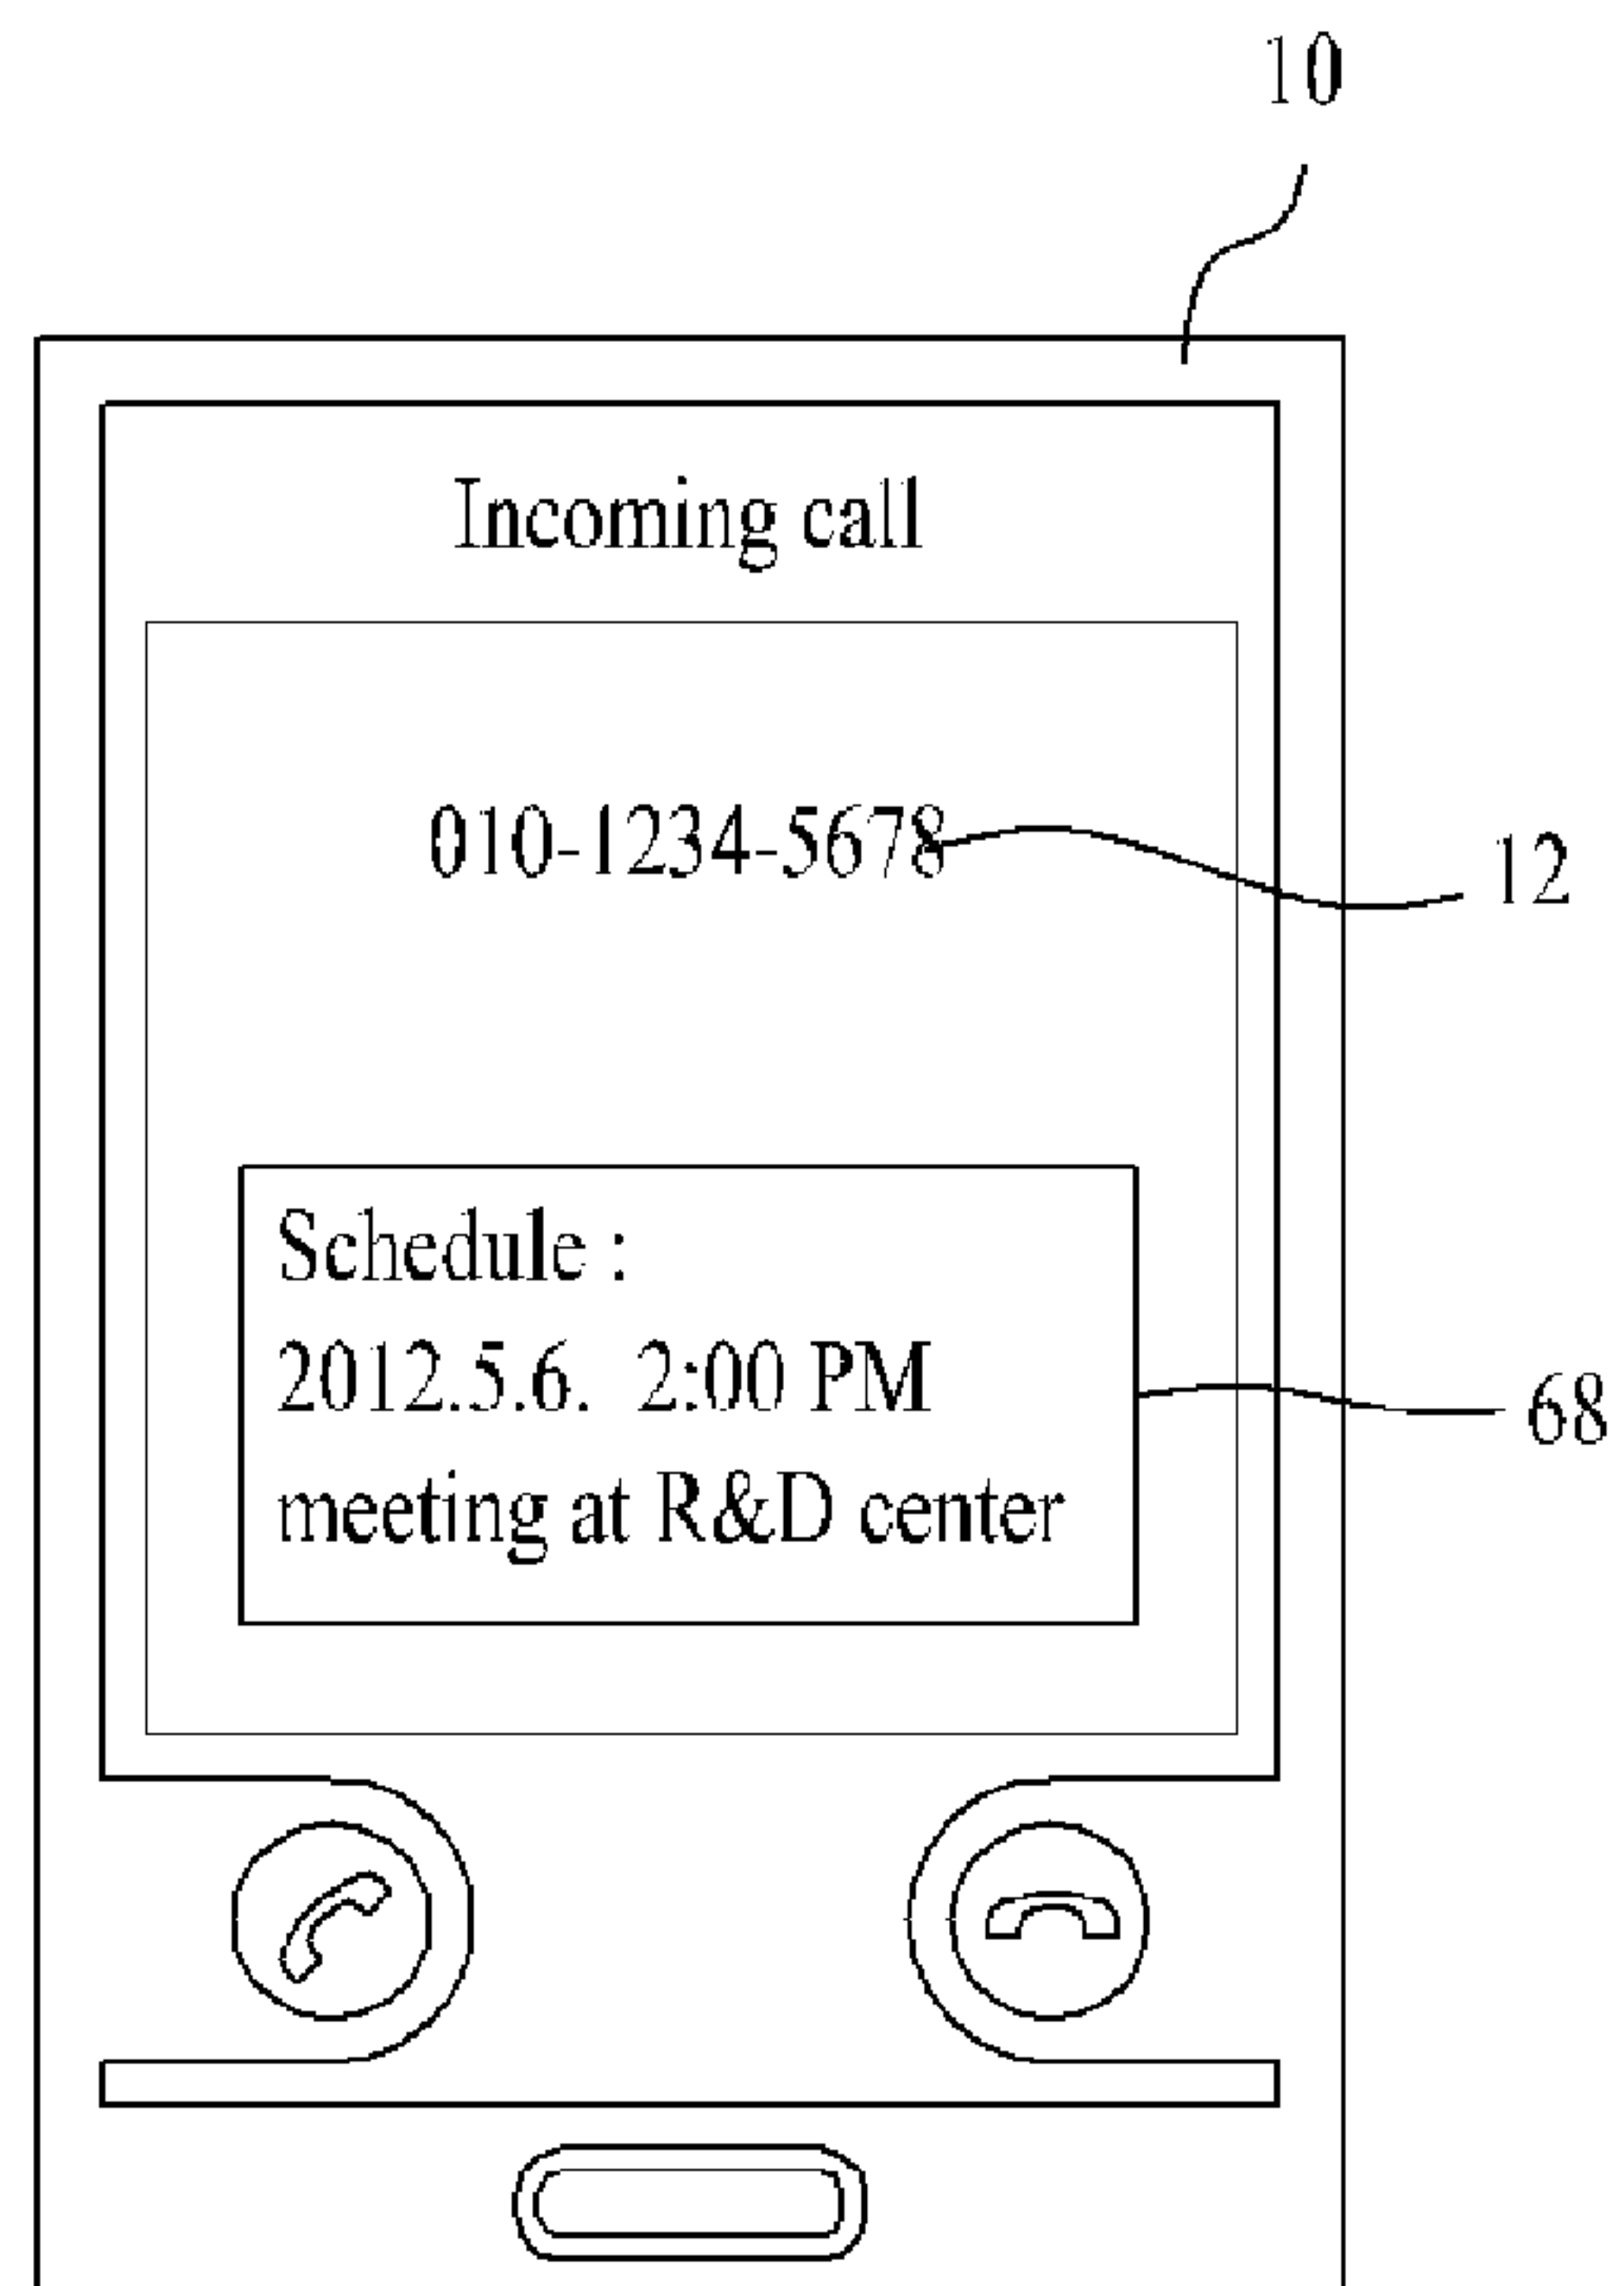 10
Incoming call
010-1234-5678
12
Schedule :
2012.5.6. 2:00 PM
68
meeting at R&D center